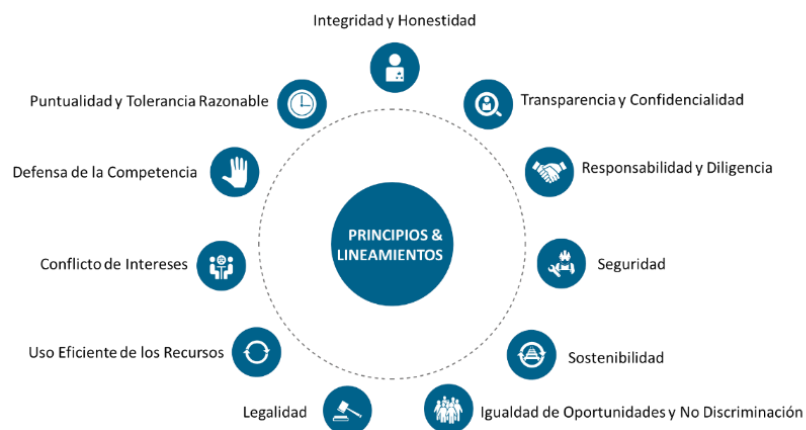 Integridad y Honestidad
Puntualidad y Tolerancia Razonable
Transparencia y Confidencialidad
Defensa de la Competencia
Responsabilidad y Diligencia
PRINCIPIOS &
LINEAMIENTOS
Conflicto de Intereses
Seguridad
Uso Eficiente de los Recursos
Sostenibilidad
Legalidad
Igualdad de Oportunidades y No Discriminación